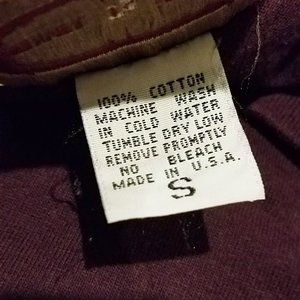 100% COTTON
MACHINE WASH
IN COLD WATER
TUMBLE DRY LOW
REMOVE PROMPTLY
NO BLEACH
MADE IN U.S.A.
S